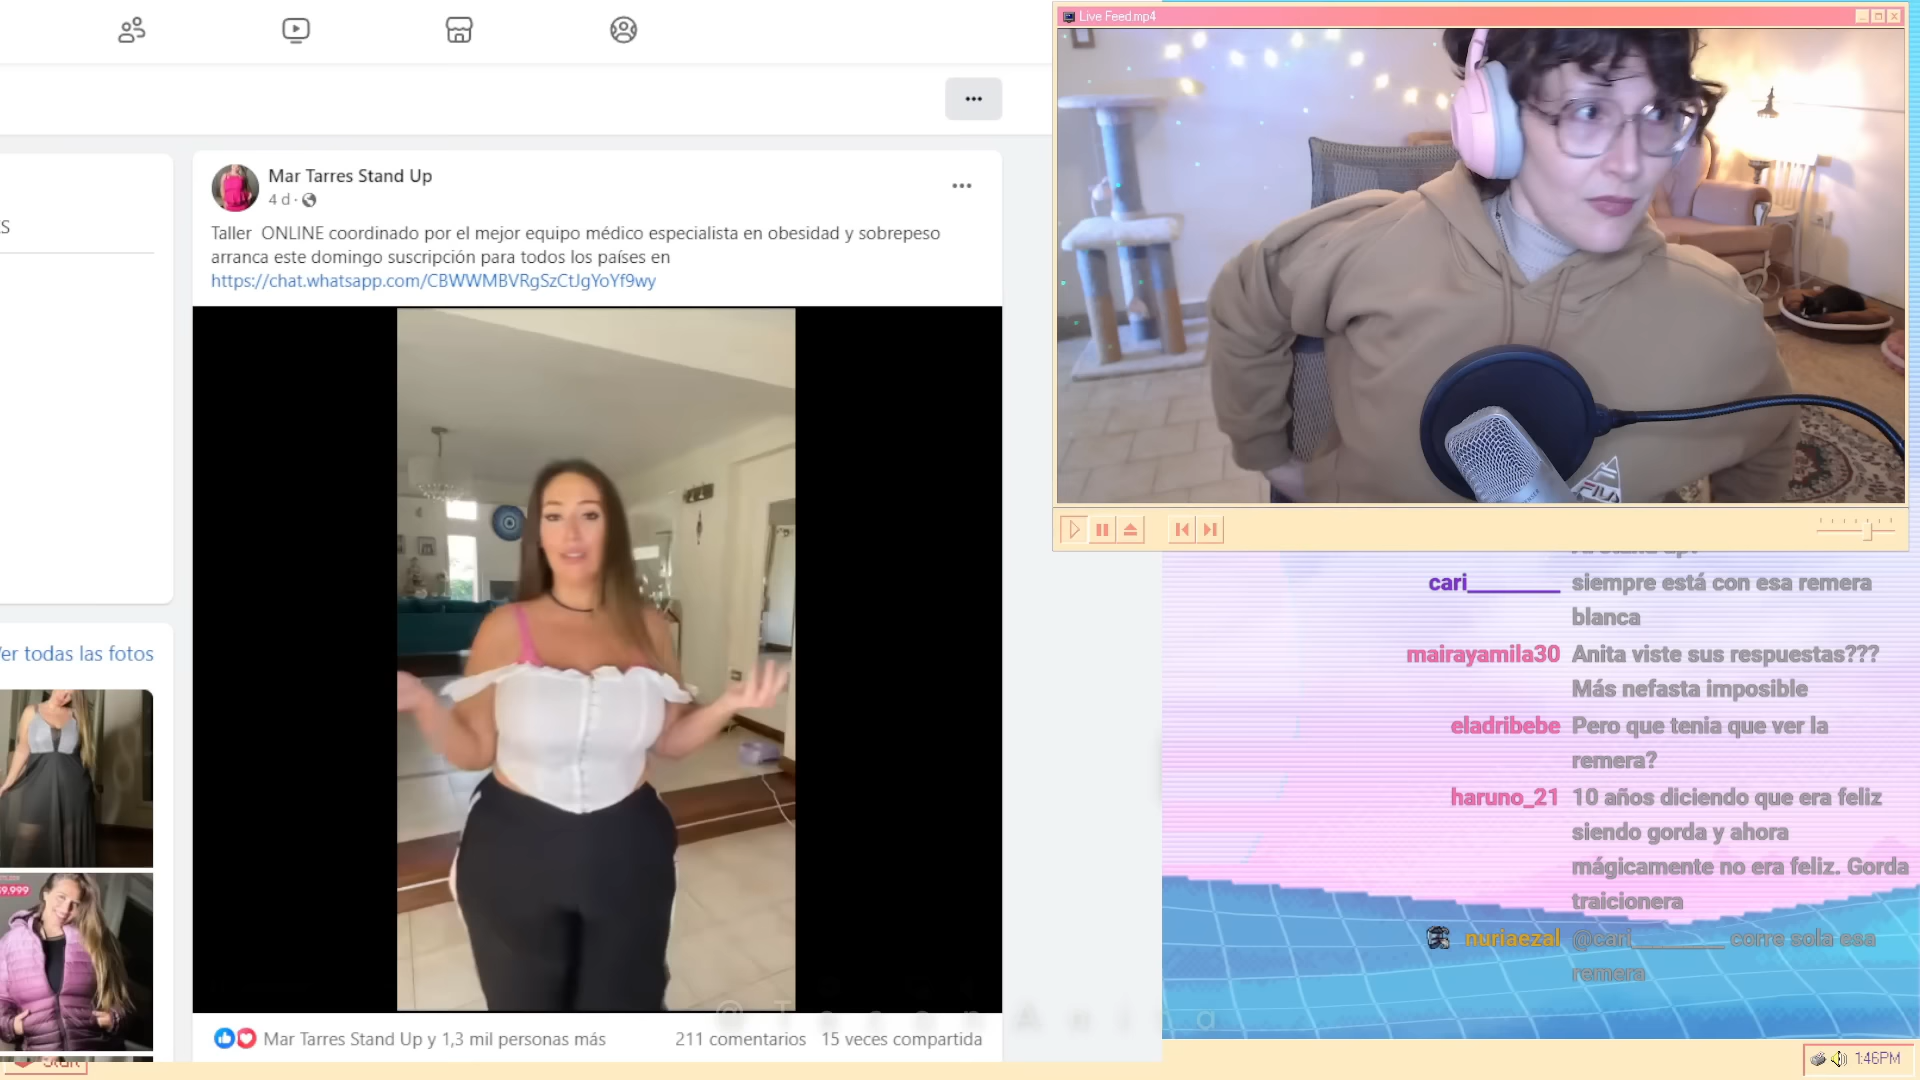 Live Feed.mp4
Mar Tarres Stand Up
4 d ·
Taller ONLINE coordinado por el mejor equipo médico especialista en obesidad y sobrepeso
arranca este domingo suscripción para todos los países en
https://chat.whatsapp.com/CBWWMBVRgSzCtJgYoYf9wy
er todas las fotos
Mar Tarres Stand Up y 1,3 mil personas más
211 comentarios 15 veces compartida
FILA
cari________ siempre está con esa remera
blanca
mairayamila30 Anita viste sus respuestas???
Más nefasta imposible
eladribebe Pero que tenia que ver la
remera?
haruno_21 10 años diciendo que era feliz
siendo gorda y ahora
mágicamente no era feliz. Gorda
traicionera
nuriaezal @cari________ corre sola esa
remera
1:46PM